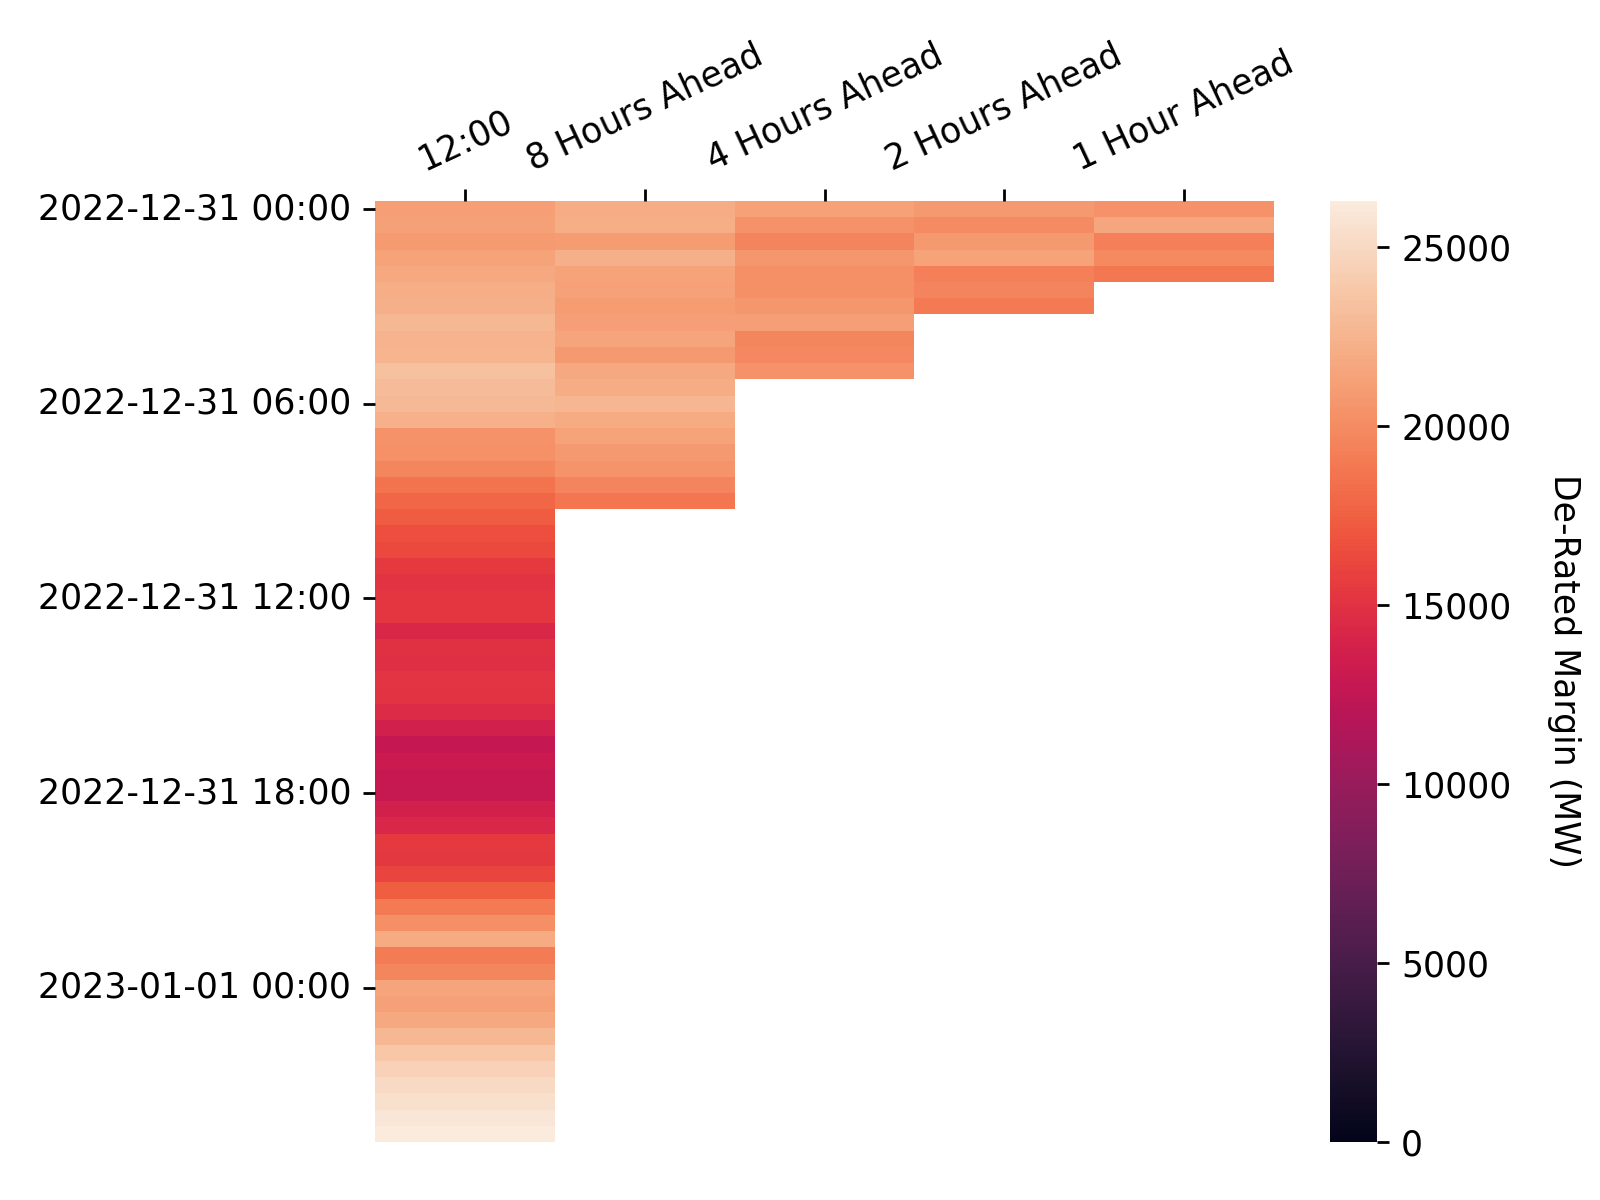 12:00
8 Hours Ahead
4 Hours Ahead
2 Hours Ahead
1 Hour Ahead
2022-12-31 00:00
2022-12-31 06:00
2022-12-31 12:00
2022-12-31 18:00
2023-01-01 00:00
25000
20000
15000
10000
5000
0
De-Rated Margin (MW)